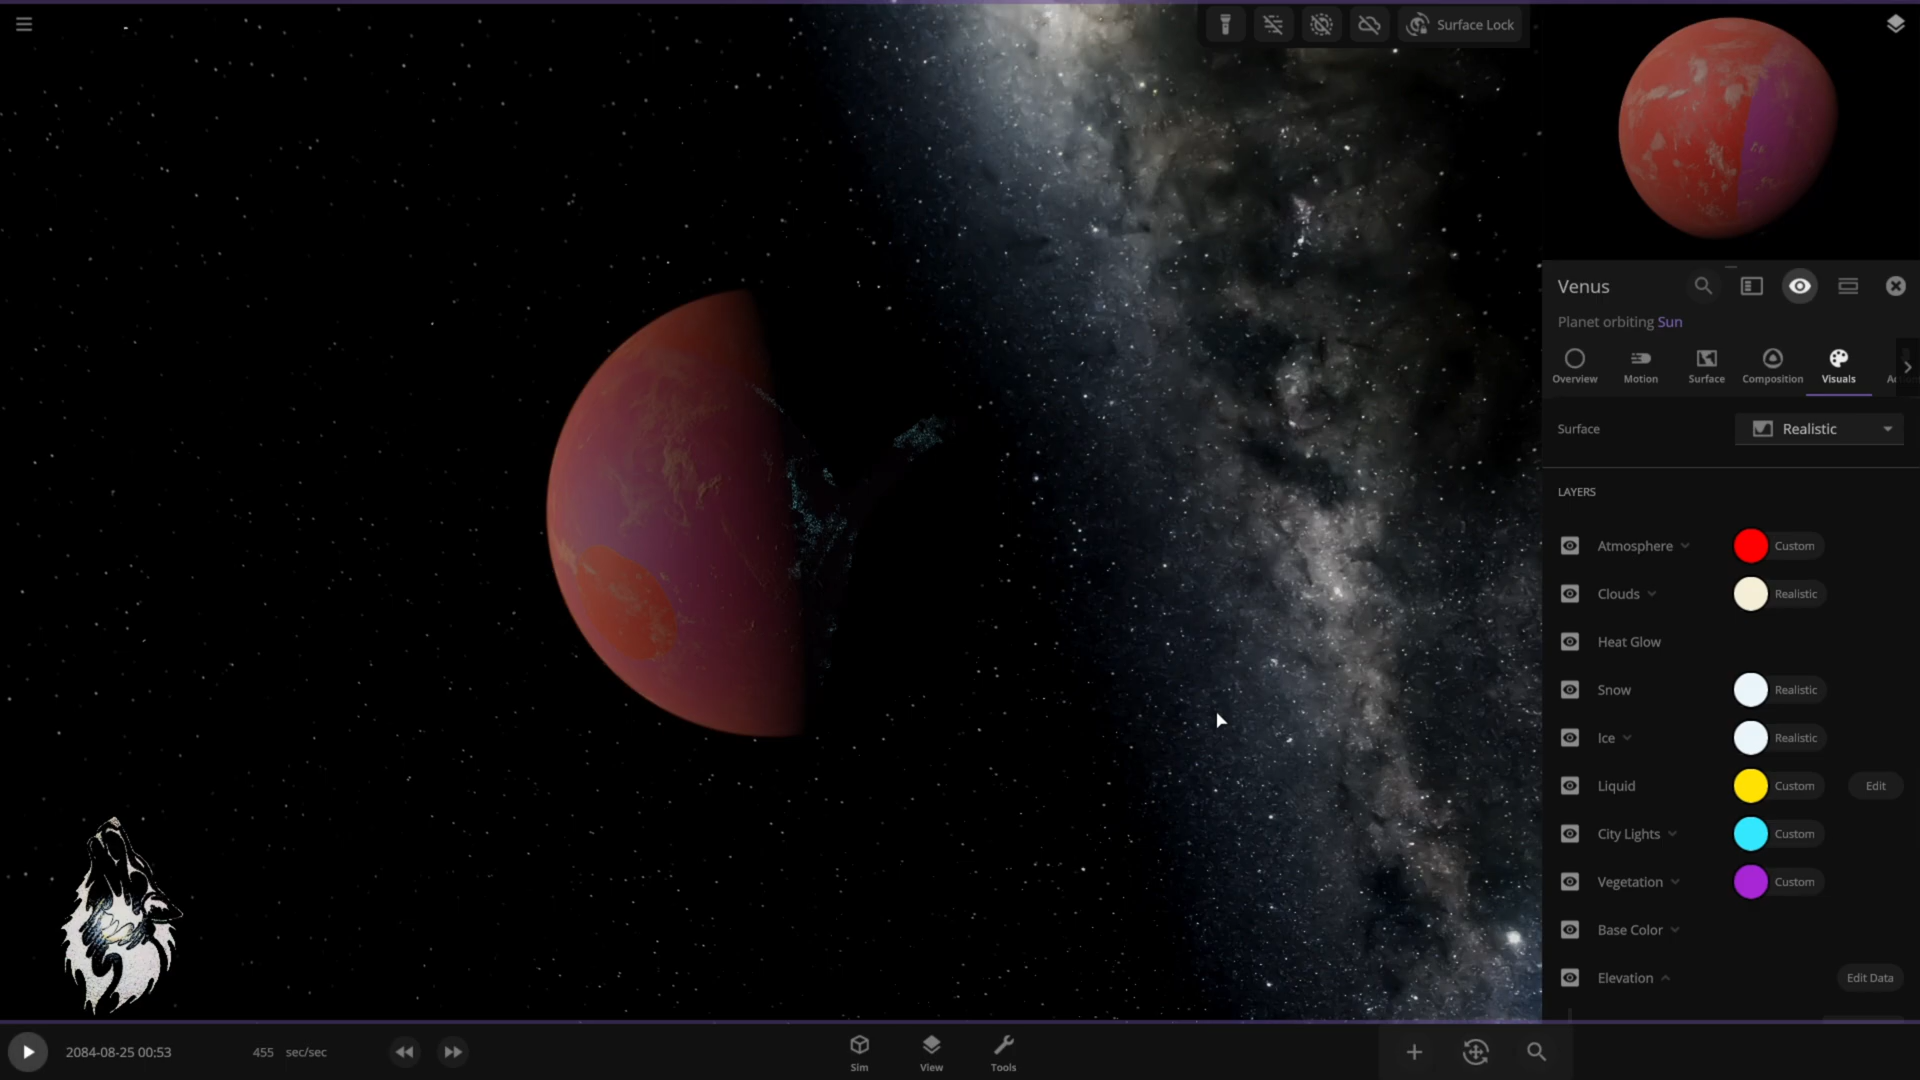 Surface Lock
Venus
Planet orbiting Sun
Overview Motion Surface Composition Visuals
Surface Realistic
LAYERS
Atmosphere Custom
Clouds Realistic
Heat Glow
Snow Realistic
Ice Realistic
Liquid Custom Edit
City Lights Custom
Vegetation Custom
Base Color
Elevation Edit Data
2084-08-25 00:53 455 sec/sec
Sim View Tools